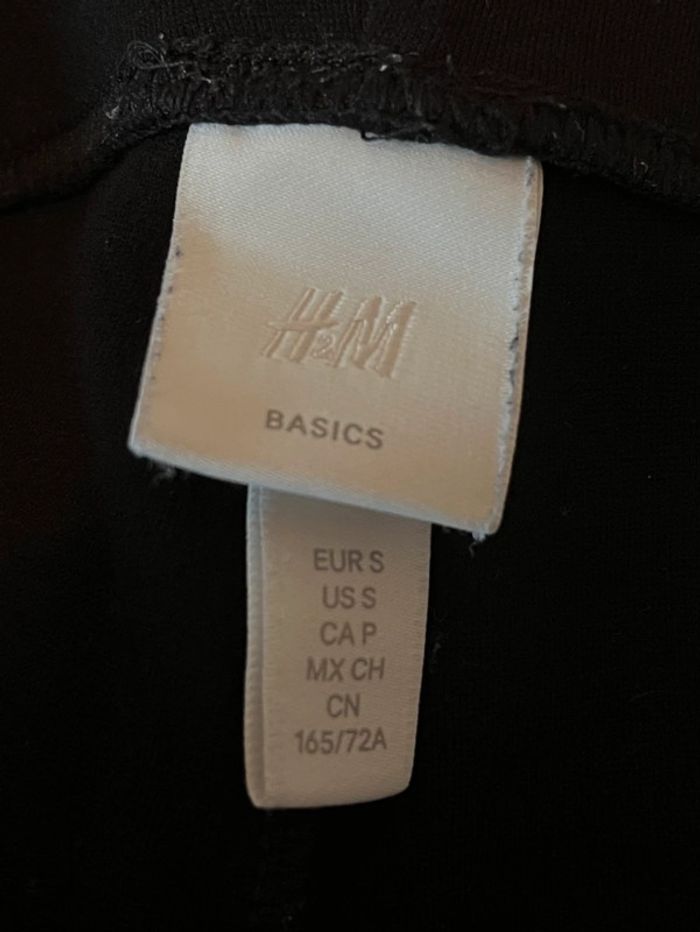 H&M
BASICS
EUR S
US S
CA P
MX CH
CN
165/72A